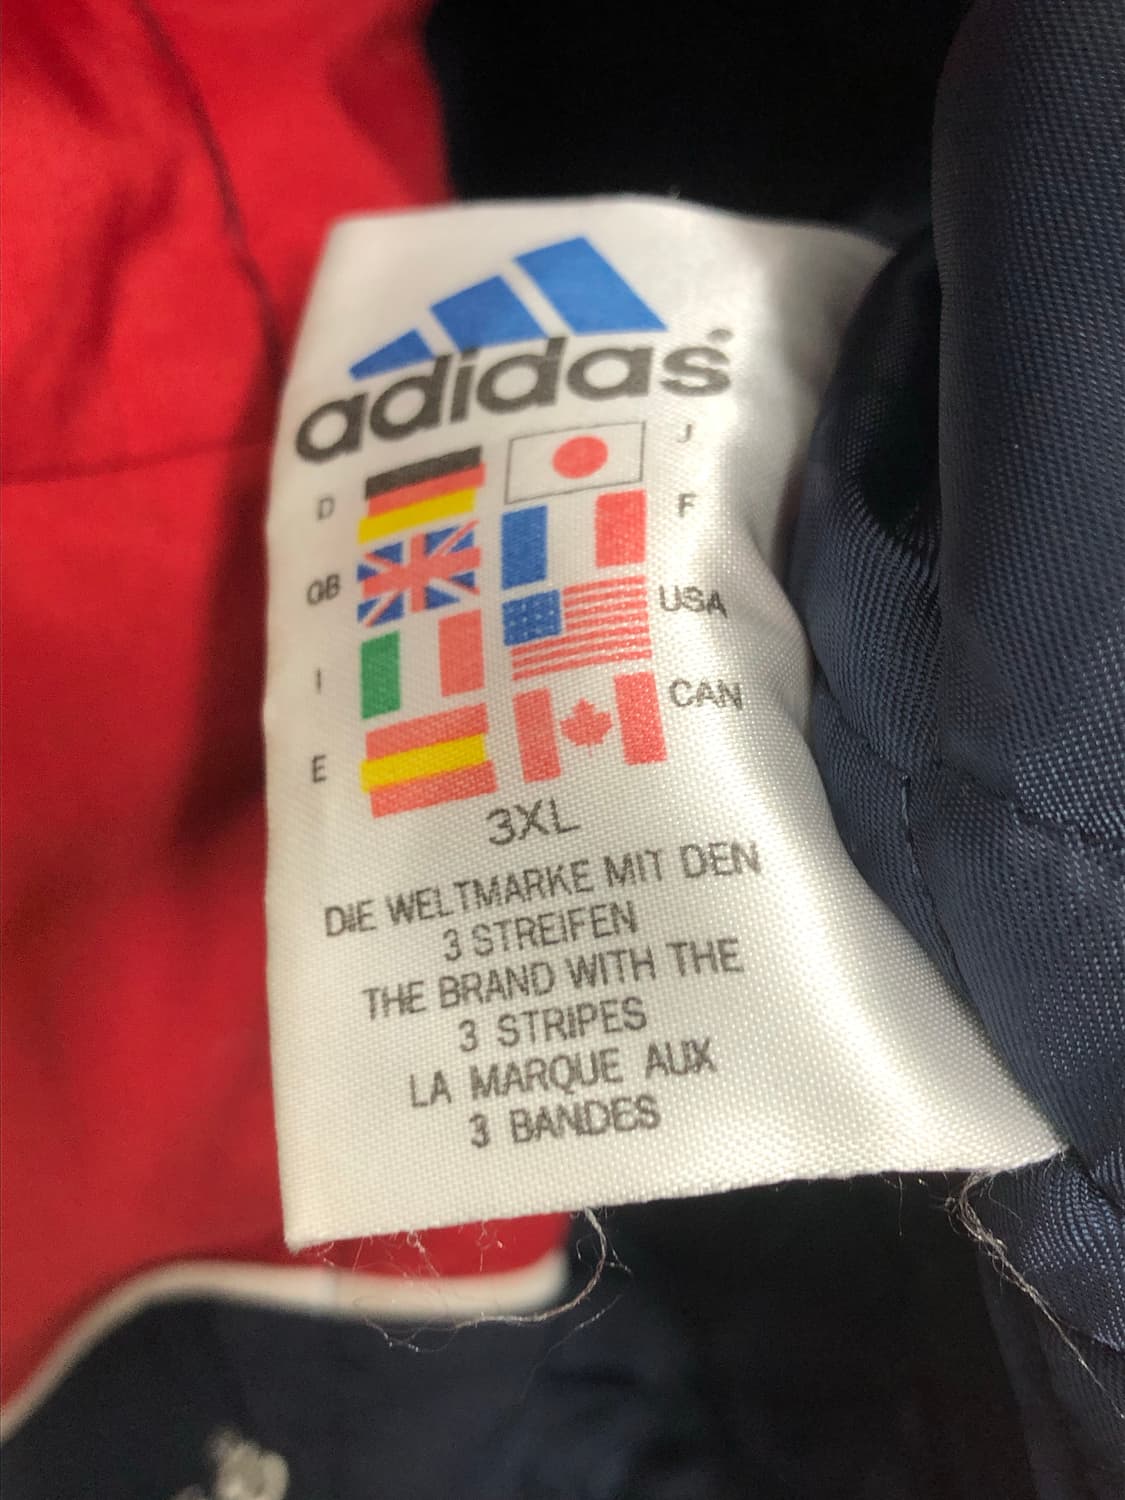 adidas
D J
GB F
I USA
E CAN
3XL
DIE WELTMARKE MIT DEN
3 STREIFEN
THE BRAND WITH THE
3 STRIPES
LA MARQUE AUX
3 BANDES